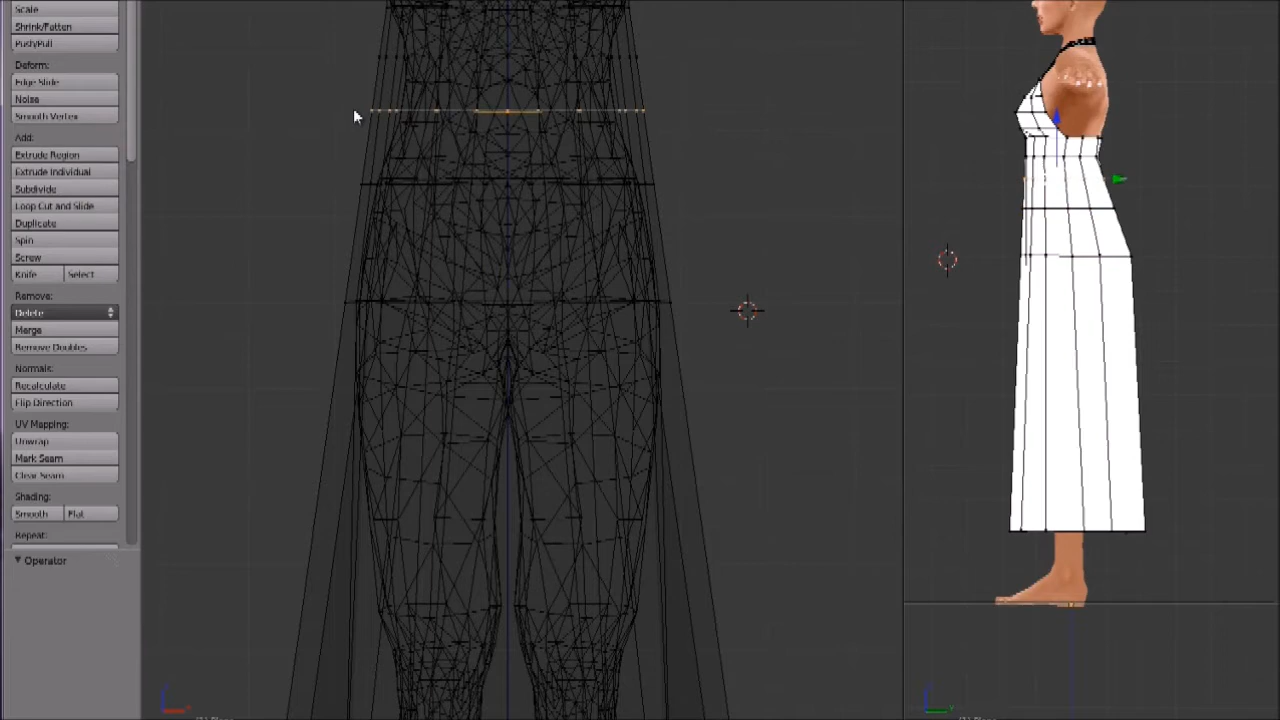 Scale
Shrink/Fatten
Push/Pull
Deform:
Edge Slide
Noise
Smooth Vertex
Add:
Extrude Region
Extrude Individual
Subdivide
Loop Cut and Slide
Duplicate
Spin
Screw
Knife Select
Remove:
Delete
Merge
Remove Doubles
Normals:
Recalculate
Flip Direction
UV Mapping:
Unwrap
Mark Seam
Clear Seam
Shading:
Smooth Flat
Repeat:
Operator